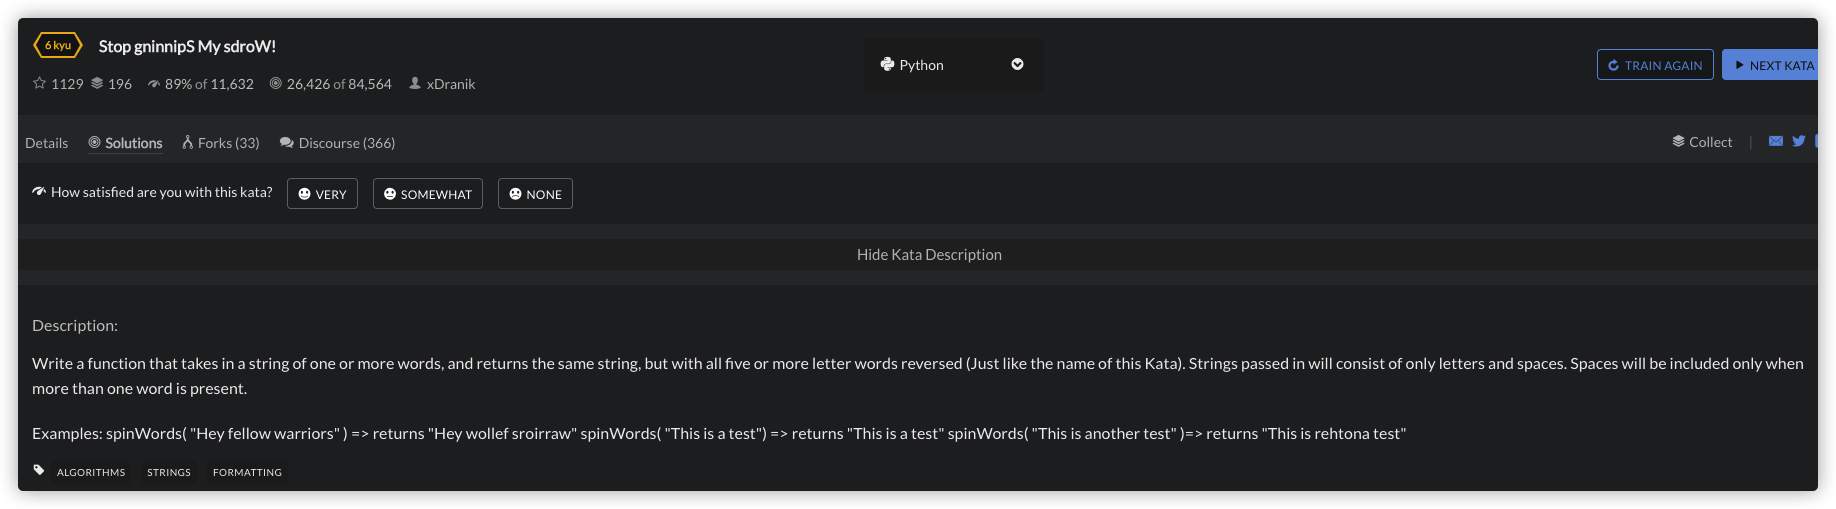 6 kyu Stop gninnipS My sdroW!
Python
TRAIN AGAIN NEXT KATA
1129 196 89% of 11,632 26,426 of 84,564 xDranik
Details Solutions Forks (33) Discourse (366) Collect |
How satisfied are you with this kata? VERY SOMEWHAT NONE
Hide Kata Description
Description:
Write a function that takes in a string of one or more words, and returns the same string, but with all five or more letter words reversed (Just like the name of this Kata). Strings passed in will consist of only letters and spaces. Spaces will be included only when
more than one word is present.
Examples: spinWords( "Hey fellow warriors" ) => returns "Hey wollef sroirraw" spinWords( "This is a test") => returns "This is a test" spinWords( "This is another test" )=> returns "This is rehtona test"
ALGORITHMS STRINGS FORMATTING